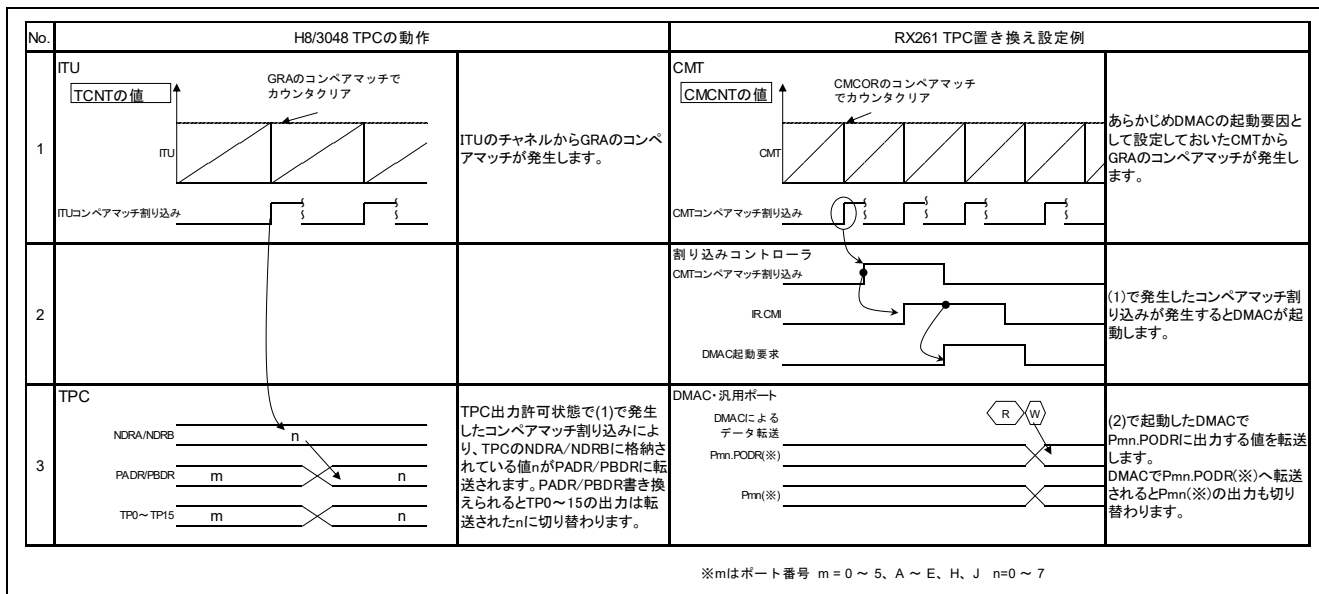 No.
H8/3048 TPCの動作
RX261 TPC置き換え設定例
1
ITU
TCNTの値
GRAのコンペアマッチで
カウンタクリア
ITU
ITUコンペアマッチ割り込み
ITUのチャネルからGRAのコンペ
アマッチが発生します。
CMT
CMCNTの値
CMCORのコンペアマッチ
でカウンタクリア
CMT
CMTコンペアマッチ割り込み
あらかじめDMACの起動要因と
して設定しておいたCMTから
GRAのコンペアマッチが発生し
ます。
2
割り込みコントローラ
CMTコンペアマッチ割り込み
IR.CMI
DMAC起動要求
(1)で発生したコンペアマッチ割
り込みが発生するとDMACが起
動します。
3
TPC
NDRA/NDRB
n
PADR/PBDR
m
n
TP0～TP15
m
n
TPC出力許可状態で(1)で発生
したコンペアマッチ割り込みによ
り、TPCのNDRA/NDRBに格納さ
れている値nがPADR/PBDRに転
送されます。PADR/PBDR書き換
えられるとTP0～15の出力は転
送されたnに切り替わります。
DMAC・汎用ポート
DMACによる
データ転送
R
W
Pmn.PODR(※)
Pmn(※)
(2)で起動したDMACで
Pmn.PODRに出力する値を転送
します。
DMACでPmn.PODR(※)へ転送
されるとPmn(※)の出力も切り
替わります。
※mはポート番号 m = 0 ～ 5、A ～ E、H、J n=0 ～ 7